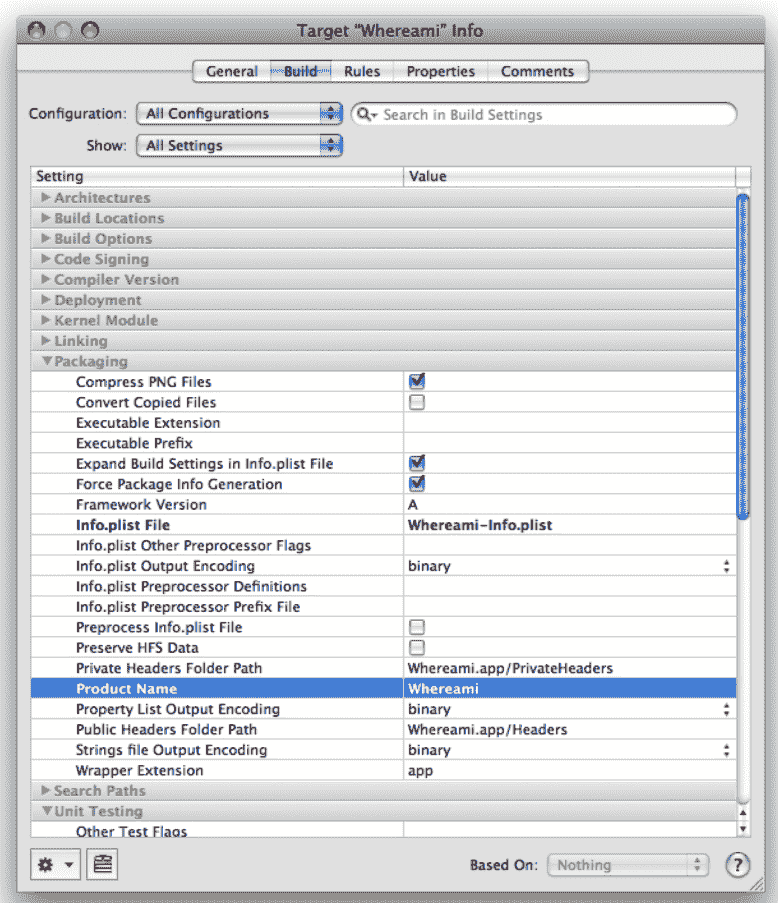 Target “Whereami” Info
General Build Rules Properties Comments
Configuration: All Configurations Search in Build Settings
Show: All Settings
Setting Value
Architectures
Build Locations
Build Options
Code Signing
Compiler Version
Deployment
Kernel Module
Linking
Packaging
Compress PNG Files
Convert Copied Files
Executable Extension
Executable Prefix
Expand Build Settings in Info.plist File
Force Package Info Generation
Framework Version A
Info.plist File Whereami-Info.plist
Info.plist Other Preprocessor Flags
Info.plist Output Encoding binary
Info.plist Preprocessor Definitions
Info.plist Preprocessor Prefix File
Preprocess Info.plist File
Preserve HFS Data
Private Headers Folder Path Whereami.app/PrivateHeaders
Product Name Whereami
Property List Output Encoding binary
Public Headers Folder Path Whereami.app/Headers
Strings file Output Encoding binary
Wrapper Extension app
Search Paths
Unit Testing
Other Test Flags
Based On: Nothing ?